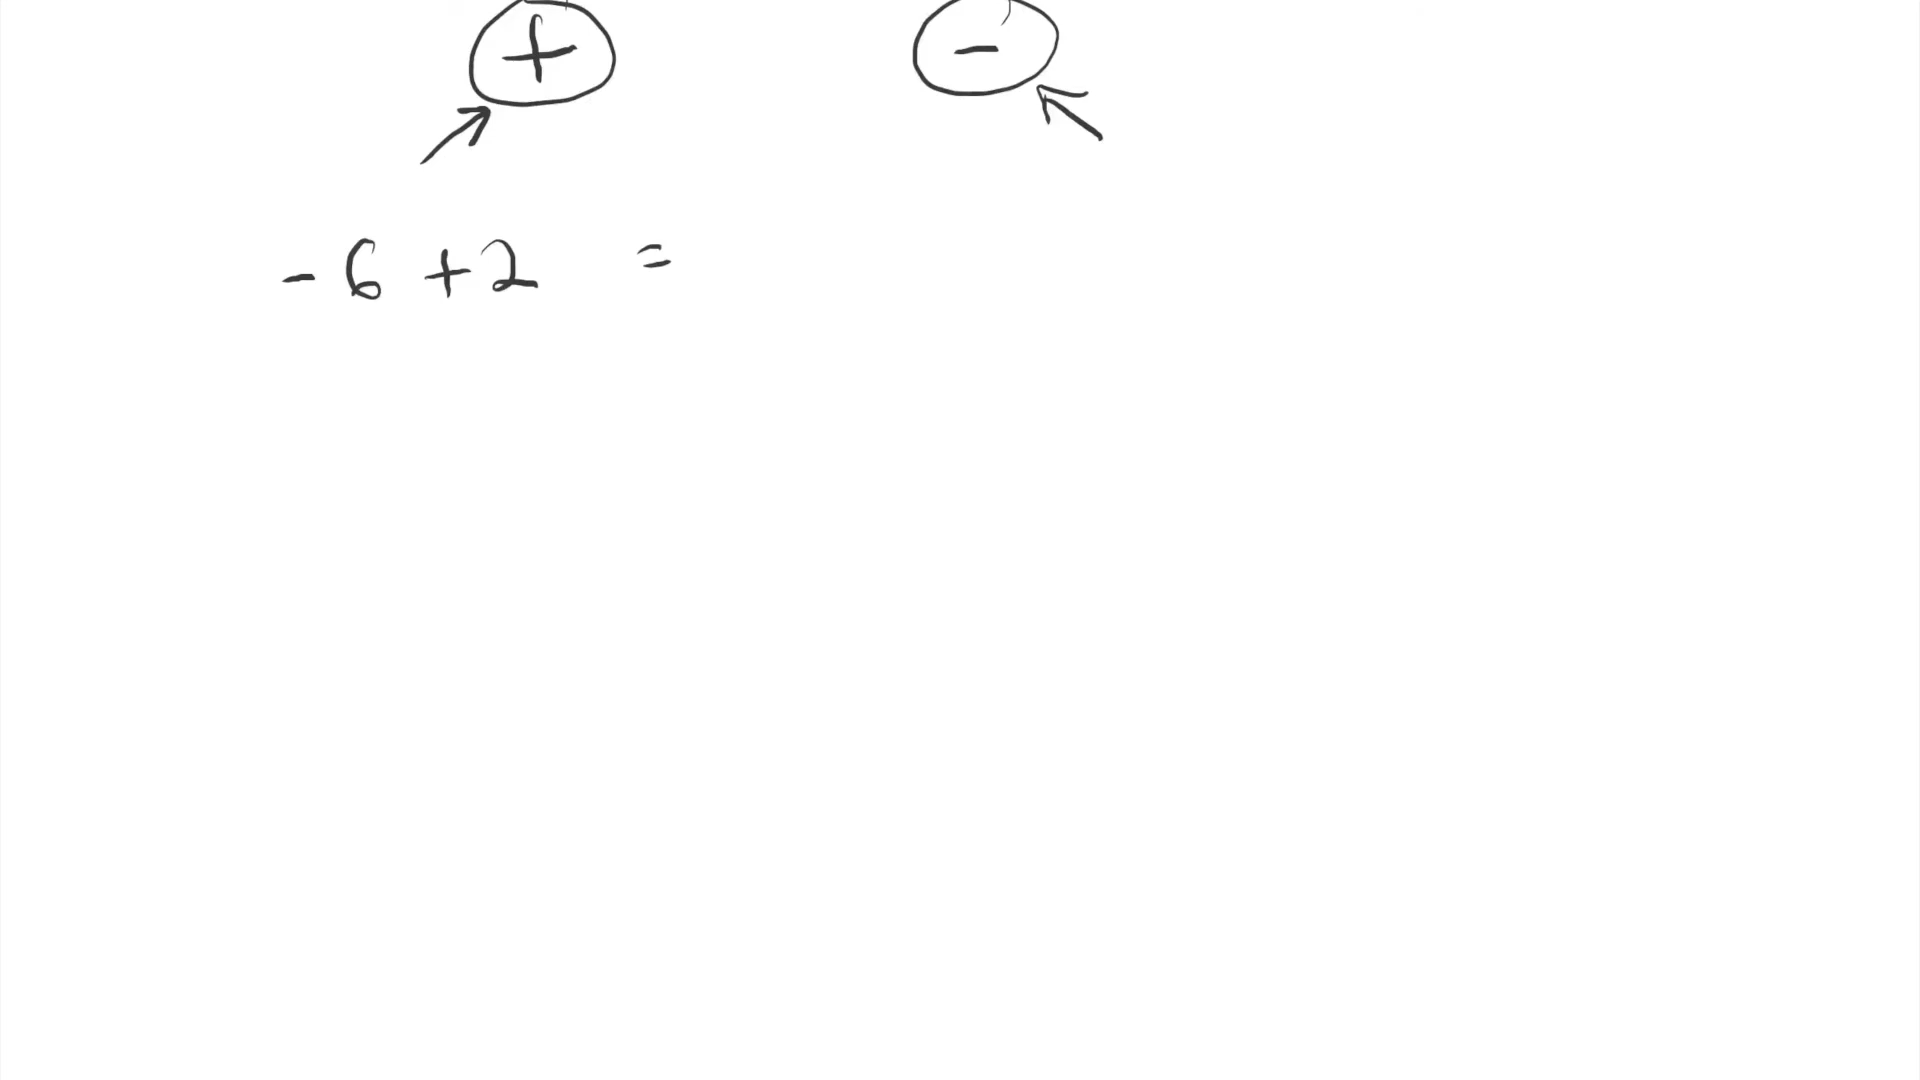 + -
-6 +2 =